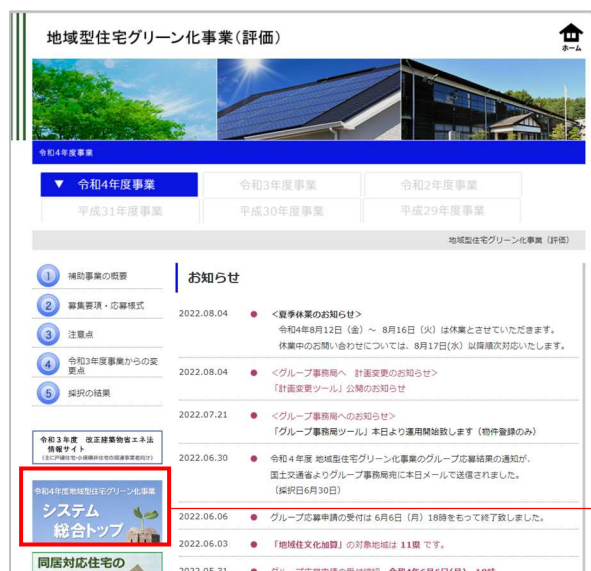 地域型住宅グリーン化事業(評価)
ホーム
令和4年度事業
▼ 令和4年度事業
令和3年度事業
令和2年度事業
平成31年度事業
平成30年度事業
平成29年度事業
地域型住宅グリーン化事業（評価）
1 補助事業の概要
2 募集要項・応募様式
3 注意点
4 令和3年度事業からの変
更点
5 採択の結果
令和３年度 改正建築物省エネ法
情報サイト
システム
総合トップ
令和4年度地域型住宅グリーン化事業
同居対応住宅の
お知らせ
2022.08.04 ● ＜夏季休業のお知らせ＞
令和4年8月12日（金）～ 8月16日（火）は休業とさせていただきます。
休業中のお問い合わせについては、8月17日(水）以降順次対応いたします。
2022.08.04 ● ＜グループ事務局へ 計画変更のお知らせ＞
「計画変更ツール」公開のお知らせ
2022.07.21 ● ＜グループ事務局へのお知らせ＞
「グループ事務局ツール」本日より運用開始致します（物件登録のみ）
2022.06.30 ● 令和４年度 地域型住宅グリーン化事業のグループ応募結果の通知が、
国土交通省よりグループ事務局宛に本日メールで送信されました。
（採択日6月30日）
2022.06.06 ● グループ応募申請の受付は 6月6日（月）18時をもって終了致しました。
2022.06.03 ● 「地域住文化加算」の対象地域は 11県 です。